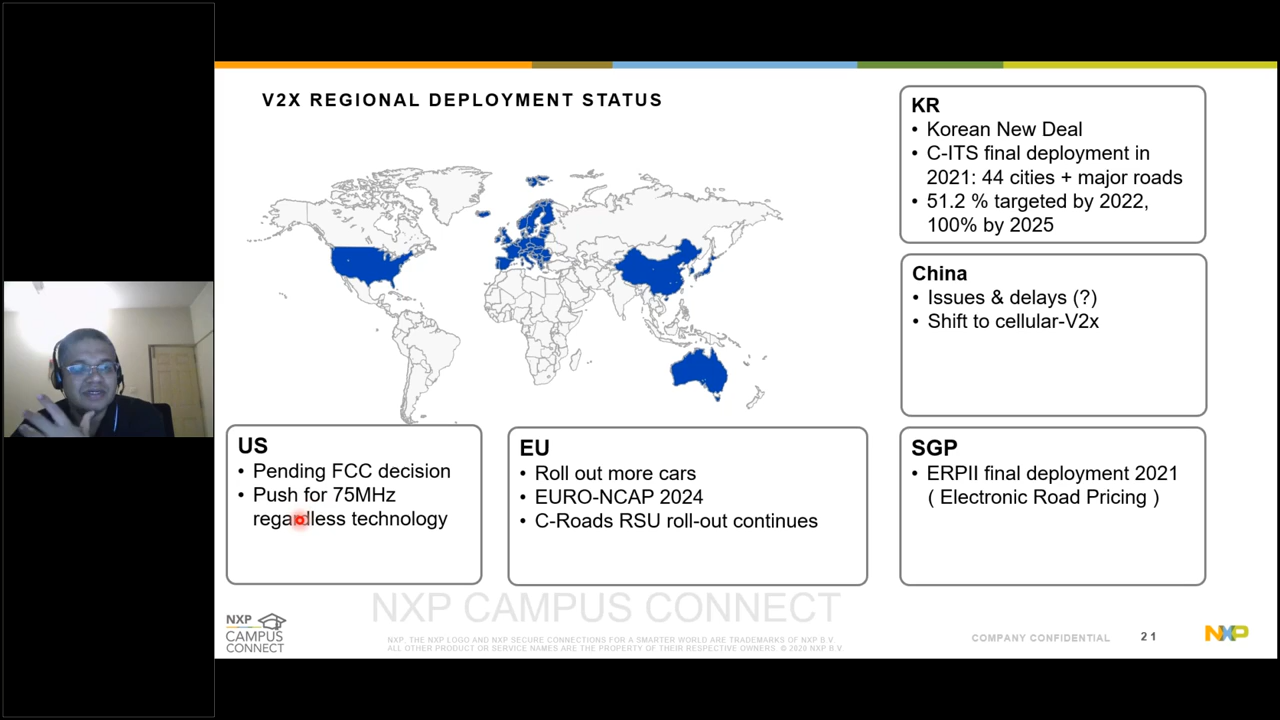 V2X REGIONAL DEPLOYMENT STATUS
KR
• Korean New Deal
• C-ITS final deployment in
2021: 44 cities + major roads
• 51.2 % targeted by 2022,
100% by 2025
China
• Issues & delays (?)
• Shift to cellular-V2x
US
• Pending FCC decision
• Push for 75MHz
regardless technology
EU
• Roll out more cars
• EURO-NCAP 2024
• C-Roads RSU roll-out continues
SGP
• ERPII final deployment 2021
( Electronic Road Pricing )
NXP CAMPUS CONNECT
NXP
CAMPUS
CONNECT
NXP, THE NXP LOGO AND NXP SECURE CONNECTIONS FOR A SMARTER WORLD ARE TRADEMARKS OF NXP B.V.
ALL OTHER PRODUCT OR SERVICE NAMES ARE THE PROPERTY OF THEIR RESPECTIVE OWNERS. © 2020 NXP B.V.
COMPANY CONFIDENTIAL
21
NXP